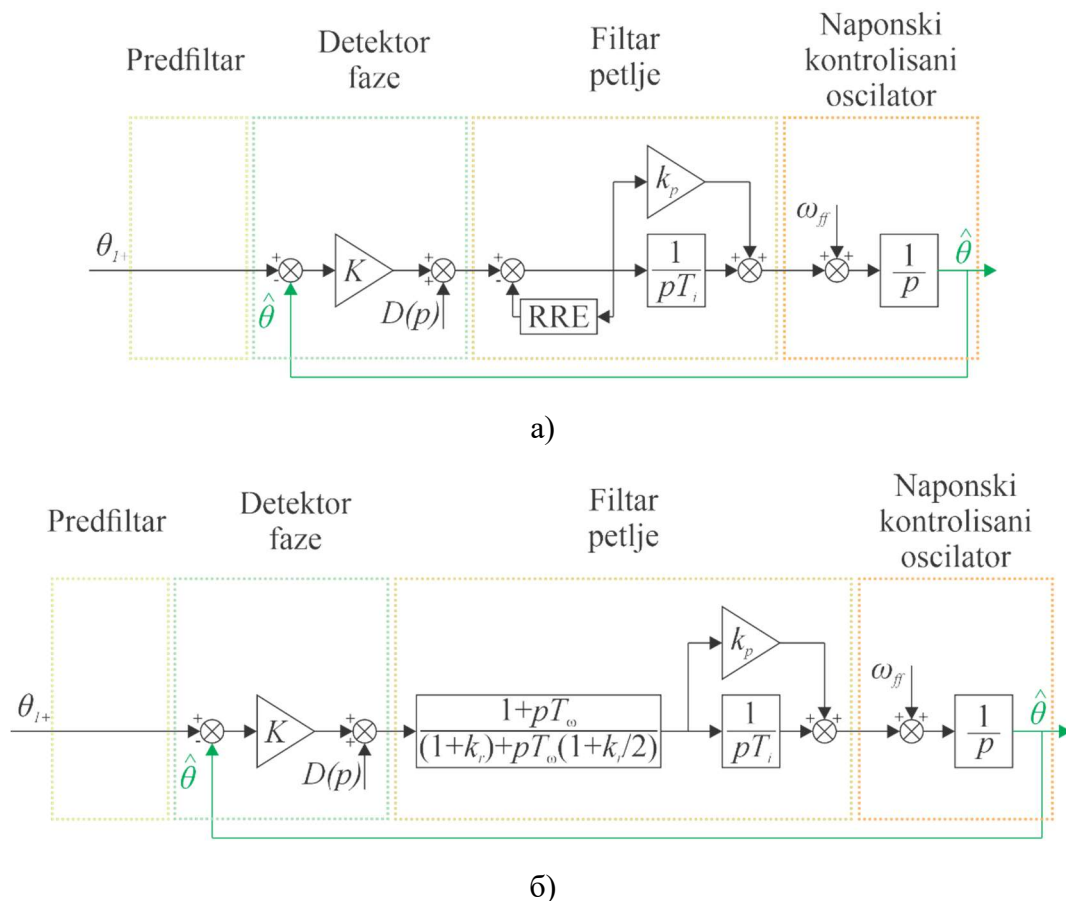 Predfiltar
Detektor
faze
Filtar
petlje
Naponski
kontrolisani
oscilator
θ1+
+
-
θ̂
K
+
+
D(p)
+
-
RRE
kp
1
pTi
+
+
ωff
+
+
1
p
θ̂
а)
Predfiltar
Detektor
faze
Filtar
petlje
Naponski
kontrolisani
oscilator
θ1+
+
-
θ̂
K
+
+
D(p)
1+pTω
(1+kr)+pTω(1+kr/2)
kp
1
pTi
+
+
ωff
+
+
1
p
θ̂
б)